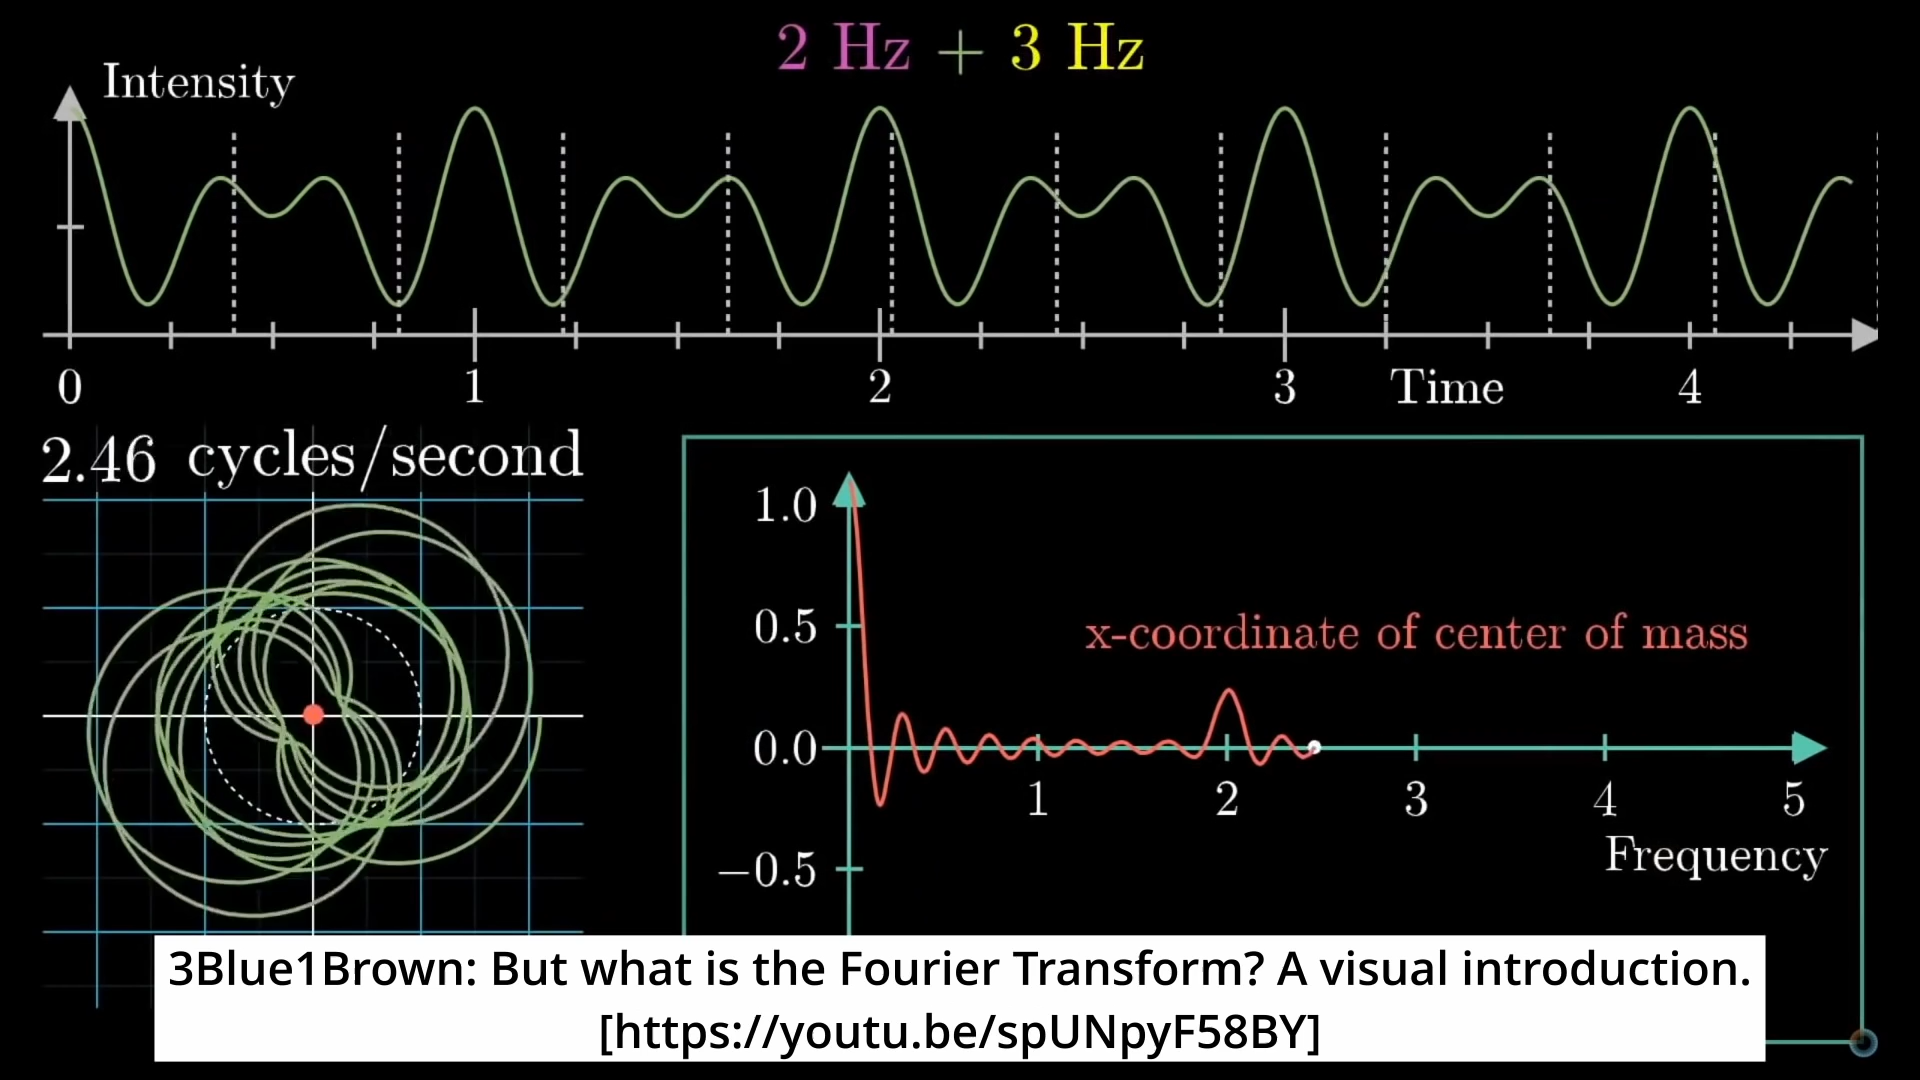 2 Hz + 3 Hz
Intensity
0 1 2 3 Time 4
2.46 cycles/second
1.0
0.5
x-coordinate of center of mass
0.0
1 2 3 4 5
Frequency
−0.5
3Blue1Brown: But what is the Fourier Transform? A visual introduction.
[https://youtu.be/spUNpyF58BY]